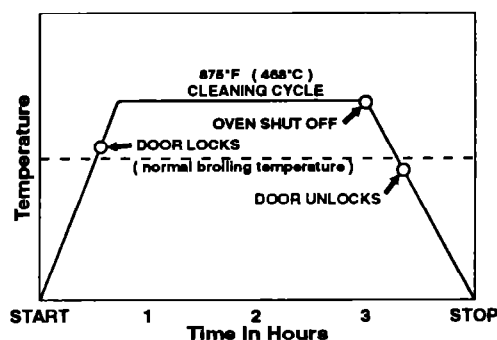 875°F (468°C)
CLEANING CYCLE
OVEN SHUT OFF
DOOR LOCKS
(normal broiling temperature)
DOOR UNLOCKS
Temperature
START 1 2 3 STOP
Time In Hours